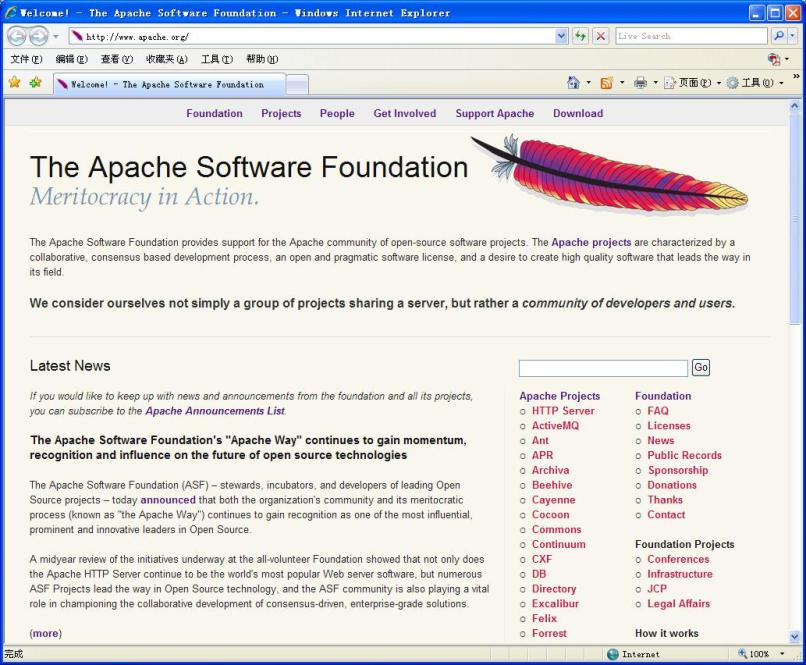 Welcome! - The Apache Software Foundation - Windows Internet Explorer
http://www.apache.org/
Live Search
文件(F) 编辑(E) 查看(V) 收藏夹(A) 工具(T) 帮助(H)
Welcome! - The Apache Software Foundation
页面(P) 工具(O)
Foundation Projects People Get Involved Support Apache Download
The Apache Software Foundation
Meritocracy in Action.
The Apache Software Foundation provides support for the Apache community of open-source software projects. The Apache projects are characterized by a
collaborative, consensus based development process, an open and pragmatic software license, and a desire to create high quality software that leads the way in
its field.
We consider ourselves not simply a group of projects sharing a server, but rather a community of developers and users.
Latest News
If you would like to keep up with news and announcements from the foundation and all its projects,
you can subscribe to the Apache Announcements List.
The Apache Software Foundation's "Apache Way" continues to gain momentum,
recognition and influence on the future of open source technologies
The Apache Software Foundation (ASF) – stewards, incubators, and developers of leading Open
Source projects – today announced that both the organization's community and its meritocratic
process (known as "the Apache Way") continues to gain recognition as one of the most influential,
prominent and innovative leaders in Open Source.
A midyear review of the initiatives underway at the all-volunteer Foundation showed that not only does
the Apache HTTP Server continue to be the world's most popular Web server software, but numerous
ASF Projects lead the way in Open Source technology, and the ASF community is also playing a vital
role in championing the collaborative development of consensus-driven, enterprise-grade solutions.
(more)
Go
Apache Projects
HTTP Server
ActiveMQ
Ant
APR
Archiva
Beehive
Cayenne
Cocoon
Commons
Continuum
CXF
DB
Directory
Excalibur
Felix
Forrest
Foundation
FAQ
Licenses
News
Public Records
Sponsorship
Donations
Thanks
Contact
Foundation Projects
Conferences
Infrastructure
JCP
Legal Affairs
How it works
完成
Internet
100%